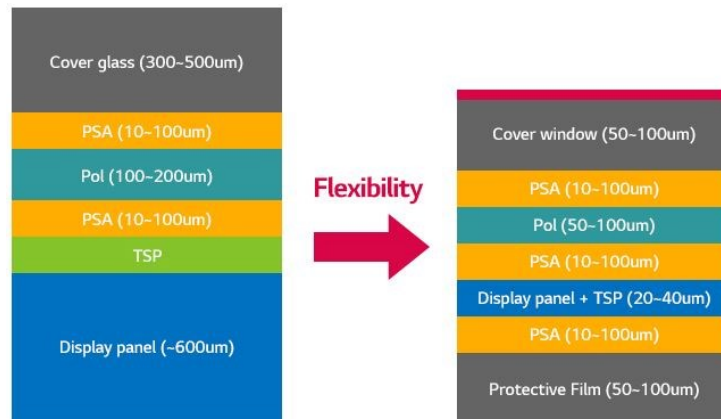 Cover glass (300~500um)
PSA (10~100um)
Pol (100~200um)
PSA (10~100um)
TSP
Display panel (~600um)
Flexibility
Cover window (50~100um)
PSA (10~100um)
Pol (50~100um)
PSA (10~100um)
Display panel + TSP (20~40um)
PSA (10~100um)
Protective Film (50~100um)